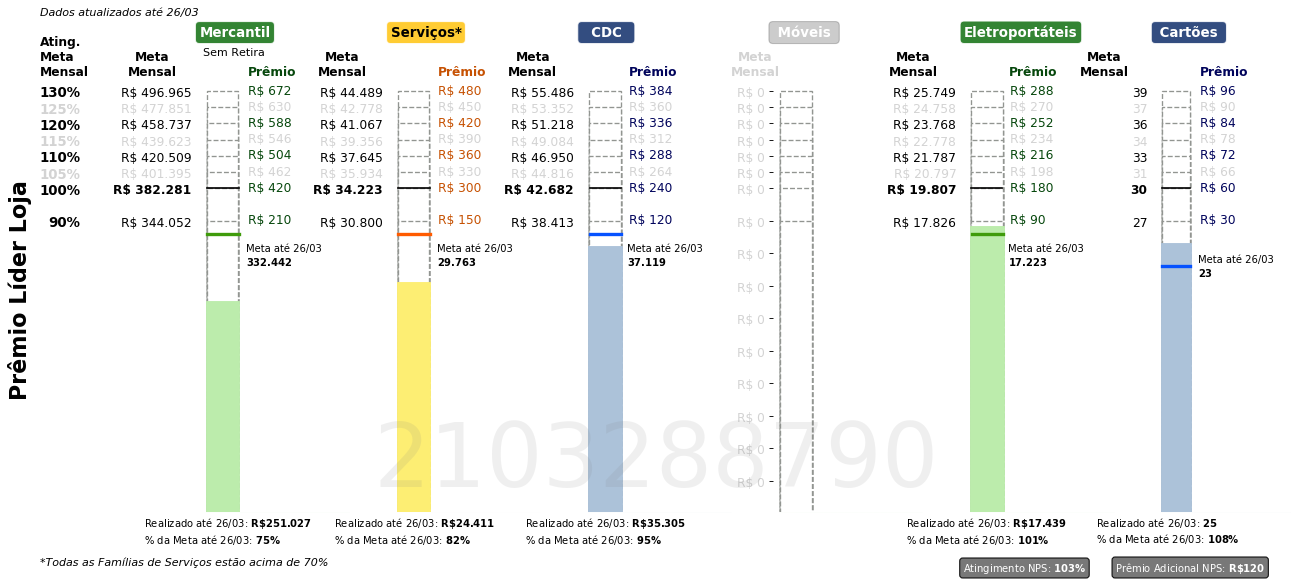 Dados atualizados até 26/03
Mercantil Serviços* CDC Móveis Eletroportáteis Cartões
Sem Retira
Ating. Meta Mensal Meta Mensal Prêmio Meta Mensal Prêmio Meta Mensal Prêmio Meta Mensal Meta Mensal Prêmio Meta Mensal Prêmio
130% R$ 496.965 R$ 672 R$ 44.489 R$ 480 R$ 55.486 R$ 384 R$ 0 R$ 25.749 R$ 288 39 R$ 96
125% R$ 477.851 R$ 630 R$ 42.778 R$ 450 R$ 53.352 R$ 360 R$ 0 R$ 24.758 R$ 270 37 R$ 90
120% R$ 458.737 R$ 588 R$ 41.067 R$ 420 R$ 51.218 R$ 336 R$ 0 R$ 23.768 R$ 252 36 R$ 84
115% R$ 439.623 R$ 546 R$ 39.356 R$ 390 R$ 49.084 R$ 312 R$ 0 R$ 22.778 R$ 234 34 R$ 78
110% R$ 420.509 R$ 504 R$ 37.645 R$ 360 R$ 46.950 R$ 288 R$ 0 R$ 21.787 R$ 216 33 R$ 72
105% R$ 401.395 R$ 462 R$ 35.934 R$ 330 R$ 44.816 R$ 264 R$ 0 R$ 20.797 R$ 198 31 R$ 66
100% R$ 382.281 R$ 420 R$ 34.223 R$ 300 R$ 42.682 R$ 240 R$ 0 R$ 19.807 R$ 180 30 R$ 60
90% R$ 344.052 R$ 210 R$ 30.800 R$ 150 R$ 38.413 R$ 120 R$ 0 R$ 17.826 R$ 90 27 R$ 30
Meta até 26/03 Meta até 26/03 Meta até 26/03 R$ 0 Meta até 26/03 Meta até 26/03
332.442 29.763 37.119 17.223 23
R$ 0
R$ 0
R$ 0
R$ 0
R$ 0
R$ 0
R$ 0
Prêmio Líder Loja
2103288790
Realizado até 26/03: R$251.027 Realizado até 26/03: R$24.411 Realizado até 26/03: R$35.305 Realizado até 26/03: R$17.439 Realizado até 26/03: 25
% da Meta até 26/03: 75% % da Meta até 26/03: 82% % da Meta até 26/03: 95% % da Meta até 26/03: 101% % da Meta até 26/03: 108%
*Todas as Famílias de Serviços estão acima de 70% Atingimento NPS: 103% Prêmio Adicional NPS: R$120